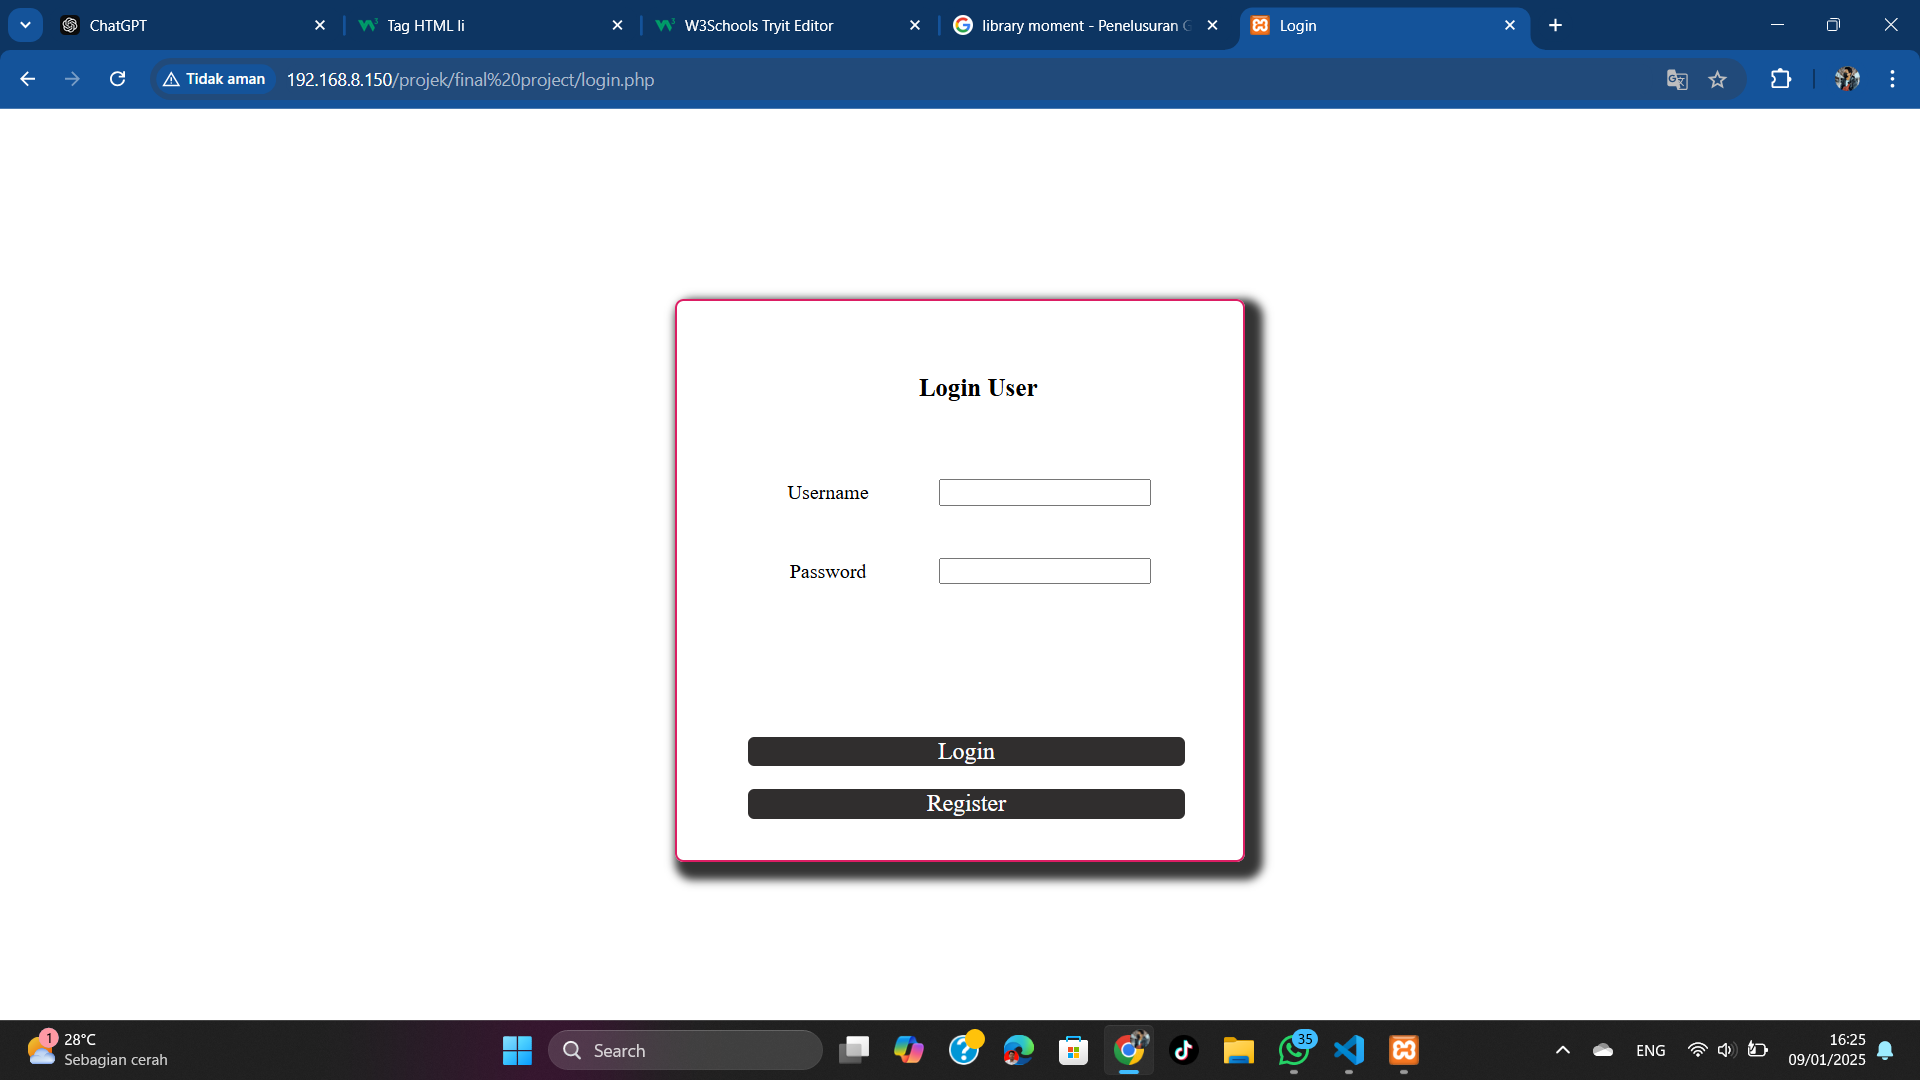 ChatGPT
Tag HTML li
W3Schools Tryit Editor
library moment - Penelusuran G
Login
Tidak aman
192.168.8.150/projek/final%20project/login.php
Login User
Username
Password
Login
Register
1
28°C
Sebagian cerah
Search
35
ENG
16:25
09/01/2025